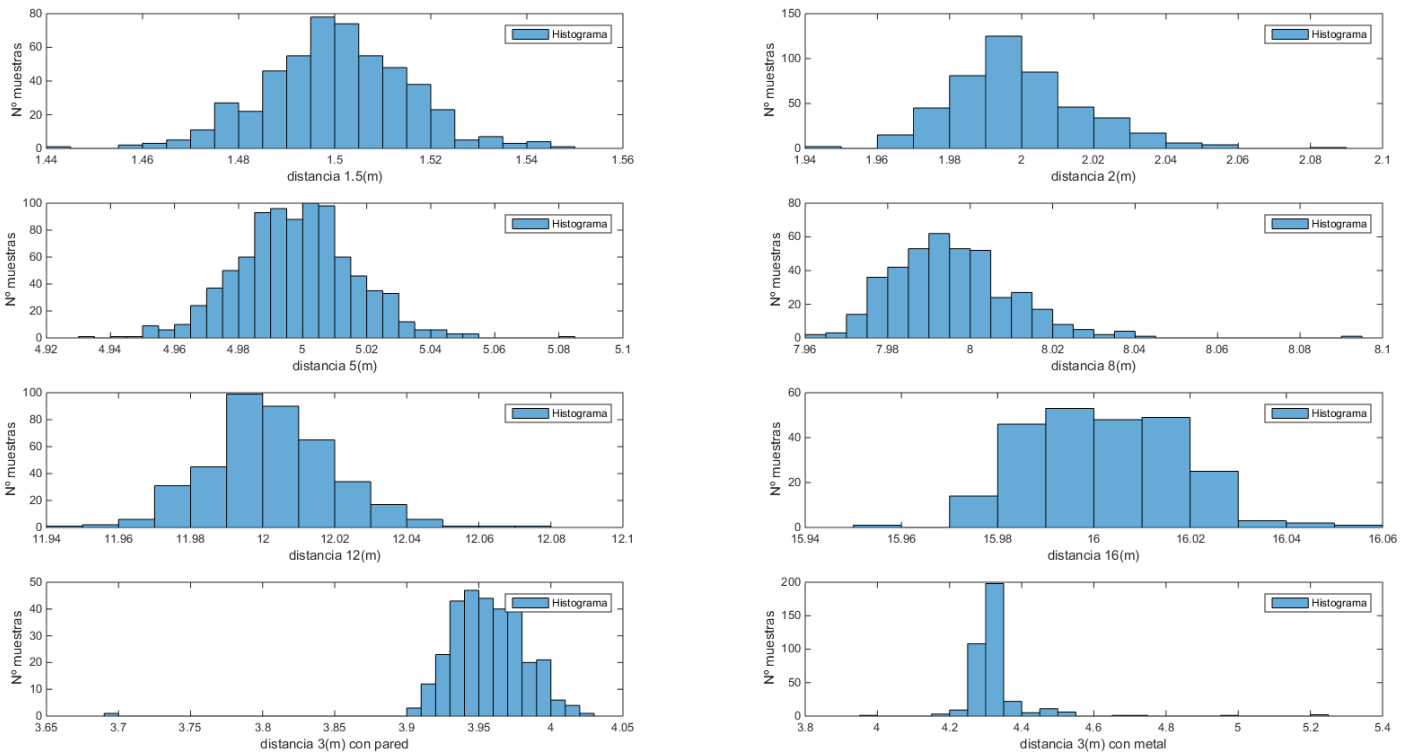 80
60
40
20
0
Nº muestras
Histograma
1.44 1.46 1.48 1.5 1.52 1.54 1.56
distancia 1.5(m)
150
100
50
0
Nº muestras
Histograma
1.94 1.96 1.98 2 2.02 2.04 2.06 2.08 2.1
distancia 2(m)
100
80
60
40
20
0
Nº muestras
Histograma
4.92 4.94 4.96 4.98 5 5.02 5.04 5.06 5.08 5.1
distancia 5(m)
80
60
40
20
0
Nº muestras
Histograma
7.96 7.98 8 8.02 8.04 8.06 8.08 8.1
distancia 8(m)
100
80
60
40
20
0
Nº muestras
Histograma
11.94 11.96 11.98 12 12.02 12.04 12.06 12.08 12.1
distancia 12(m)
60
40
20
0
Nº muestras
Histograma
15.94 15.96 15.98 16 16.02 16.04 16.06
distancia 16(m)
50
40
30
20
10
0
Nº muestras
Histograma
3.65 3.7 3.75 3.8 3.85 3.9 3.95 4 4.05
distancia 3(m) con pared
200
150
100
50
0
Nº muestras
Histograma
3.8 4 4.2 4.4 4.6 4.8 5 5.2 5.4
distancia 3(m) con metal